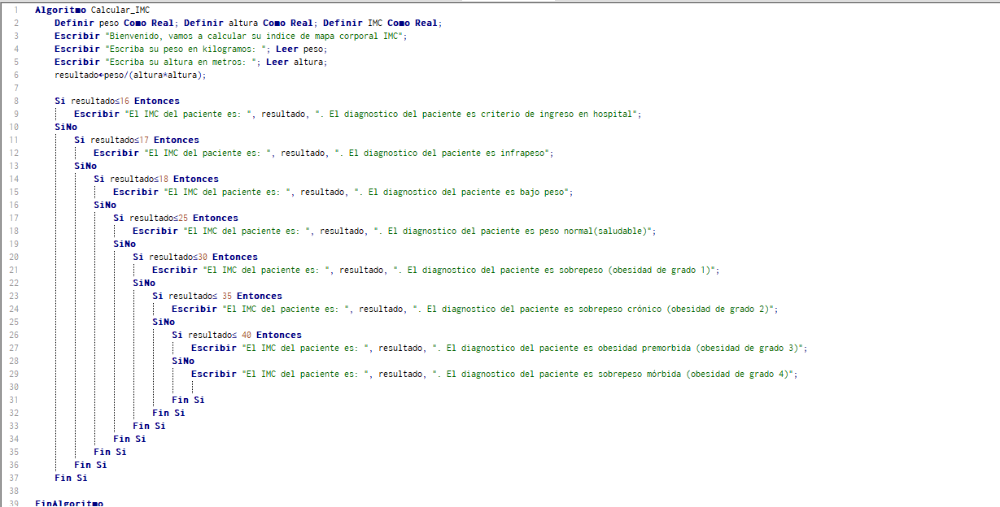 1 Algoritmo Calcular_IMC
2 Definir peso Como Real; Definir altura Como Real; Definir IMC Como Real;
3 Escribir "Bienvenido, vamos a calcular su indice de mapa corporal IMC";
4 Escribir "Escriba su peso en kilogramos: "; Leer peso;
5 Escribir "Escriba su altura en metros: "; Leer altura;
6 resultado←peso/(altura*altura);
7
8 Si resultado≤16 Entonces
9 Escribir "El IMC del paciente es: ", resultado, ". El diagnostico del paciente es criterio de ingreso en hospital";
10 SiNo
11 Si resultado≤17 Entonces
12 Escribir "El IMC del paciente es: ", resultado, ". El diagnostico del paciente es infrapeso";
13 SiNo
14 Si resultado≤18 Entonces
15 Escribir "El IMC del paciente es: ", resultado, ". El diagnostico del paciente es bajo peso";
16 SiNo
17 Si resultado≤25 Entonces
18 Escribir "El IMC del paciente es: ", resultado, ". El diagnostico del paciente es peso normal(saludable)";
19 SiNo
20 Si resultado≤30 Entonces
21 Escribir "El IMC del paciente es: ", resultado, ". El diagnostico del paciente es sobrepeso (obesidad de grado 1)";
22 SiNo
23 Si resultado≤ 35 Entonces
24 Escribir "El IMC del paciente es: ", resultado, ". El diagnostico del paciente es sobrepeso crónico (obesidad de grado 2)";
25 SiNo
26 Si resultado≤ 40 Entonces
27 Escribir "El IMC del paciente es: ", resultado, ". El diagnostico del paciente es obesidad premorbida (obesidad de grado 3)";
28 SiNo
29 Escribir "El IMC del paciente es: ", resultado, ". El diagnostico del paciente es sobrepeso mórbida (obesidad de grado 4)";
30
31 Fin Si
32 Fin Si
33 Fin Si
34 Fin Si
35 Fin Si
36 Fin Si
37 Fin Si
38
39 FinAlgoritmo